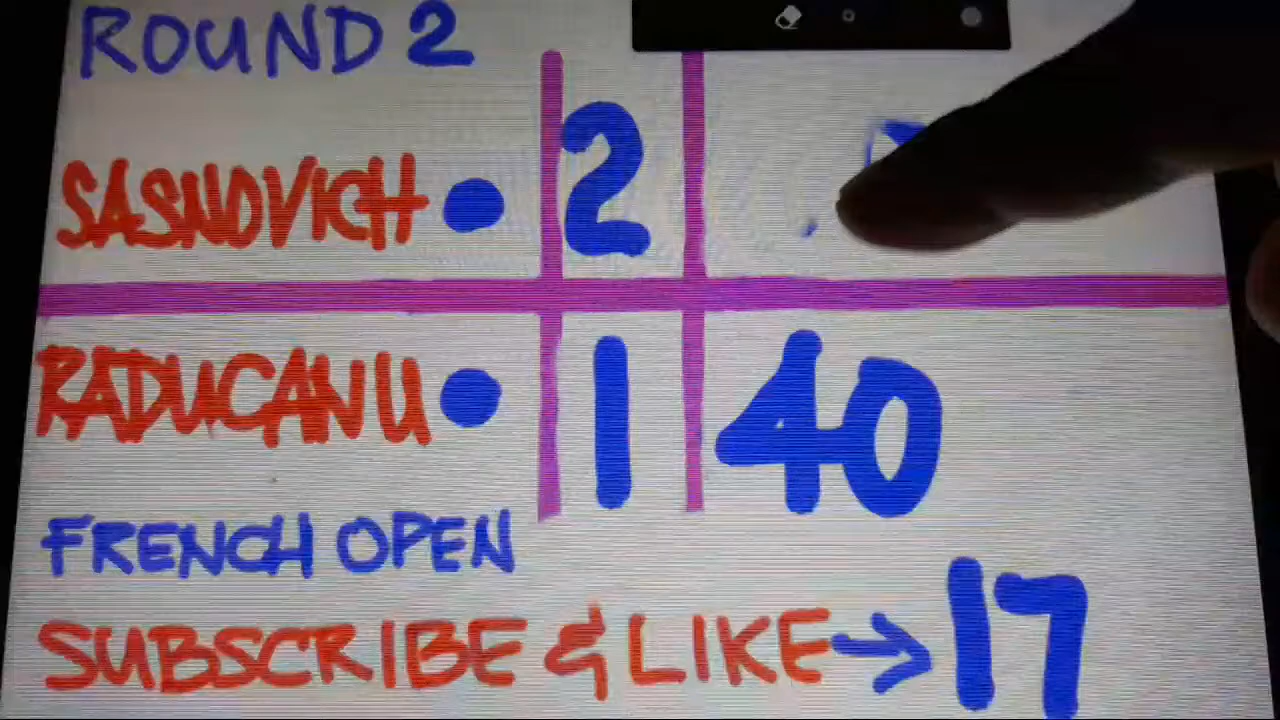 ROUND 2
SASNOVICH • 2
RADUCANU • 1 40
FRENCH OPEN
SUBSCRIBE & LIKE → 17